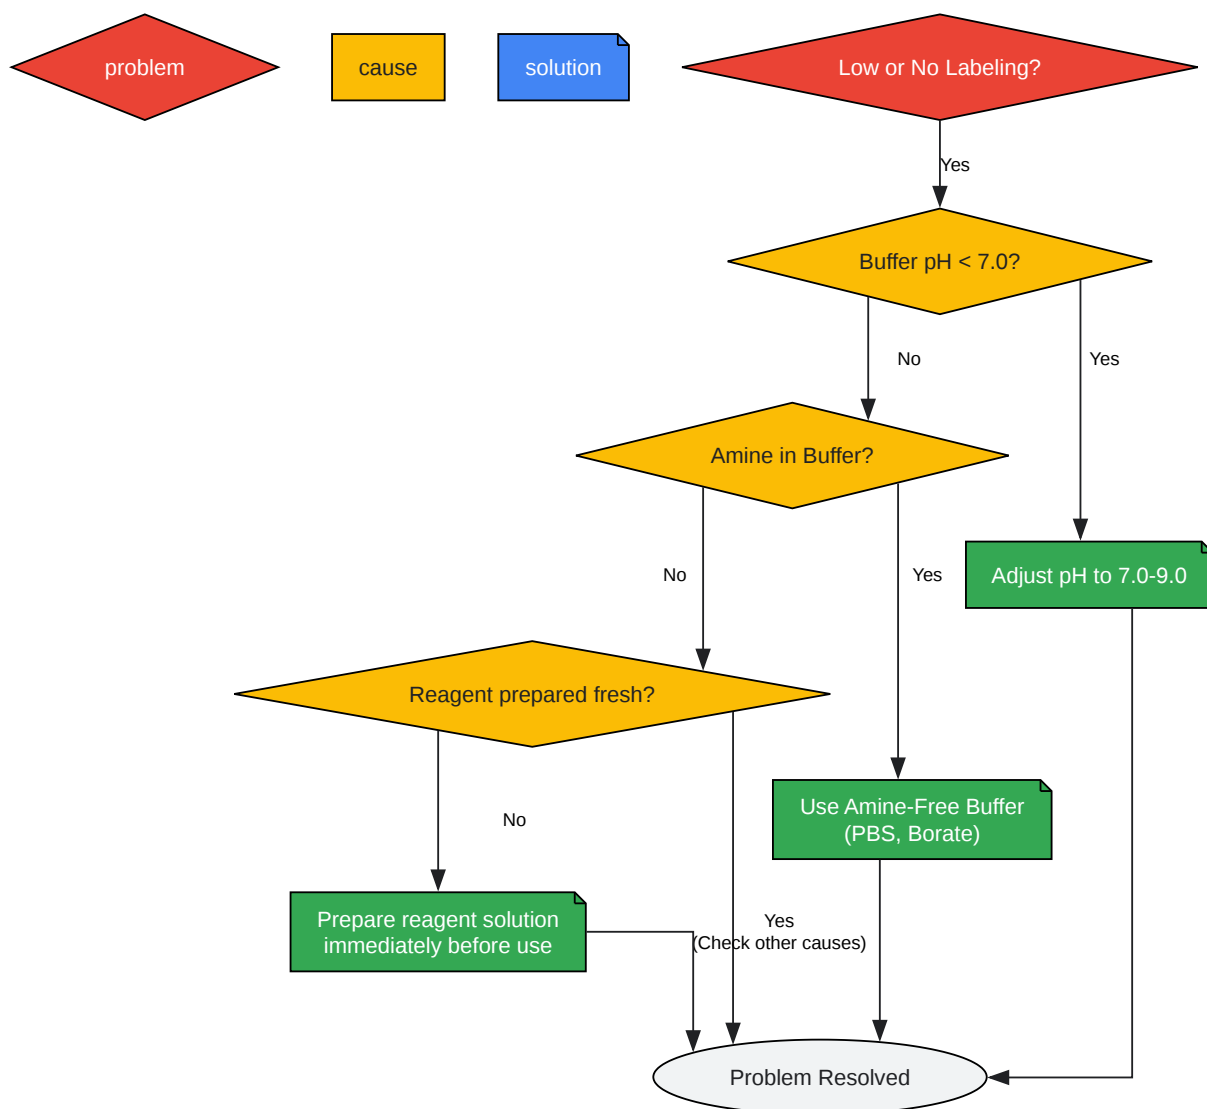 problem
cause
solution
Low or No Labeling?
Yes
Buffer pH < 7.0?
No
Yes
Amine in Buffer?
No
Yes
Adjust pH to 7.0-9.0
Reagent prepared fresh?
No
Use Amine-Free Buffer
(PBS, Borate)
Prepare reagent solution
immediately before use
Yes
(Check other causes)
Problem Resolved